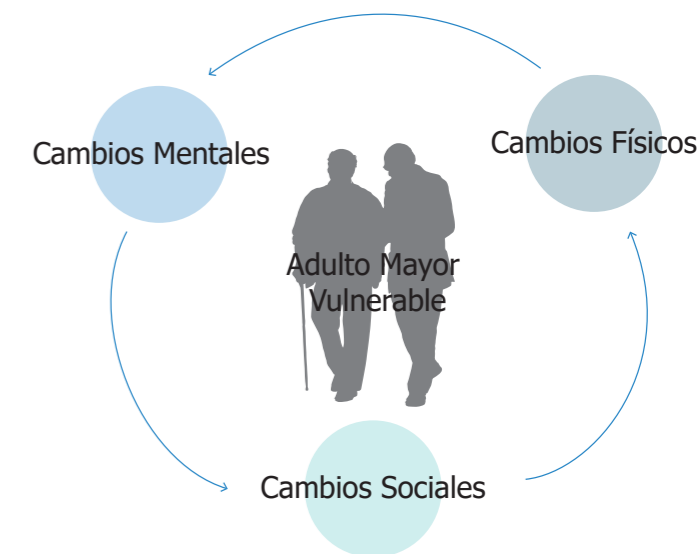 Cambios Mentales
Cambios Físicos
Adulto Mayor
Vulnerable
Cambios Sociales